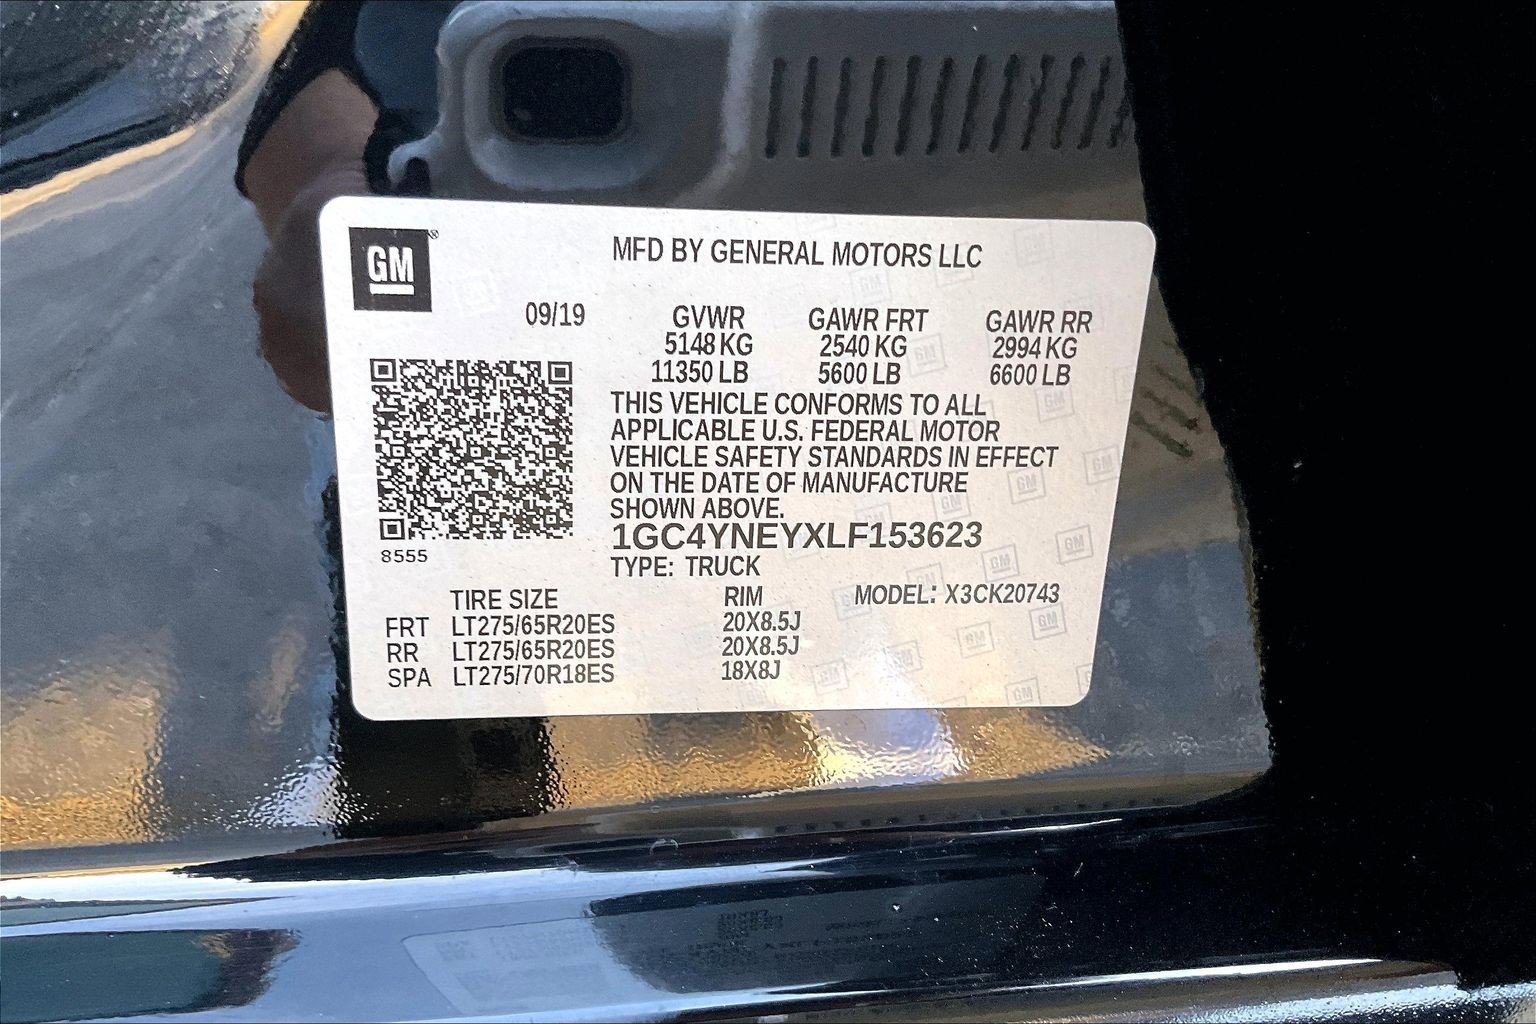 GM®
MFD BY GENERAL MOTORS LLC
09/19 GVWR GAWR FRT GAWR RR
5148 KG 2540 KG 2994 KG
11350 LB 5600 LB 6600 LB
THIS VEHICLE CONFORMS TO ALL
APPLICABLE U.S. FEDERAL MOTOR
VEHICLE SAFETY STANDARDS IN EFFECT
ON THE DATE OF MANUFACTURE
SHOWN ABOVE.
1GC4YNEYXLF153623
8555
TYPE: TRUCK
TIRE SIZE RIM MODEL: X3CK20743
FRT LT275/65R20ES 20X8.5J
RR LT275/65R20ES 20X8.5J
SPA LT275/70R18ES 18X8J